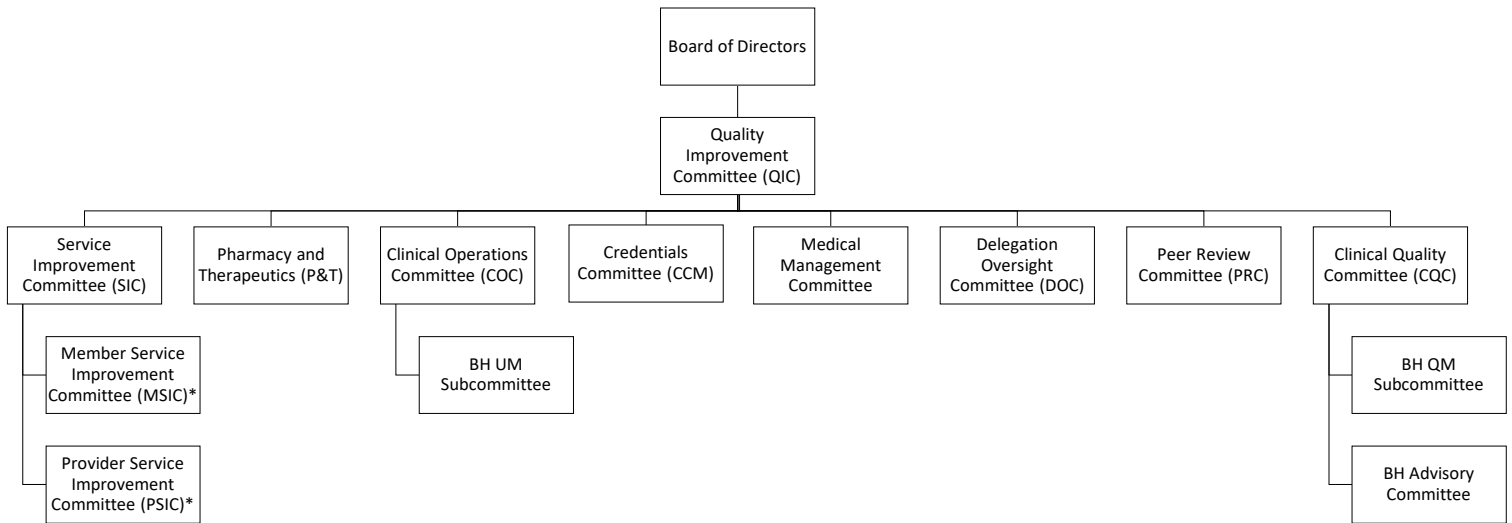 Board of Directors
Quality
Improvement
Committee (QIC)
Service
Improvement
Committee (SIC)
Pharmacy and
Therapeutics (P&T)
Clinical Operations
Committee (COC)
Credentials
Committee (CCM)
Medical
Management
Committee
Delegation
Oversight
Committee (DOC)
Peer Review
Committee (PRC)
Clinical Quality
Committee (CQC)
Member Service
Improvement
Committee (MSIC)*
BH UM
Subcommittee
BH QM
Subcommittee
Provider Service
Improvement
Committee (PSIC)*
BH Advisory
Committee